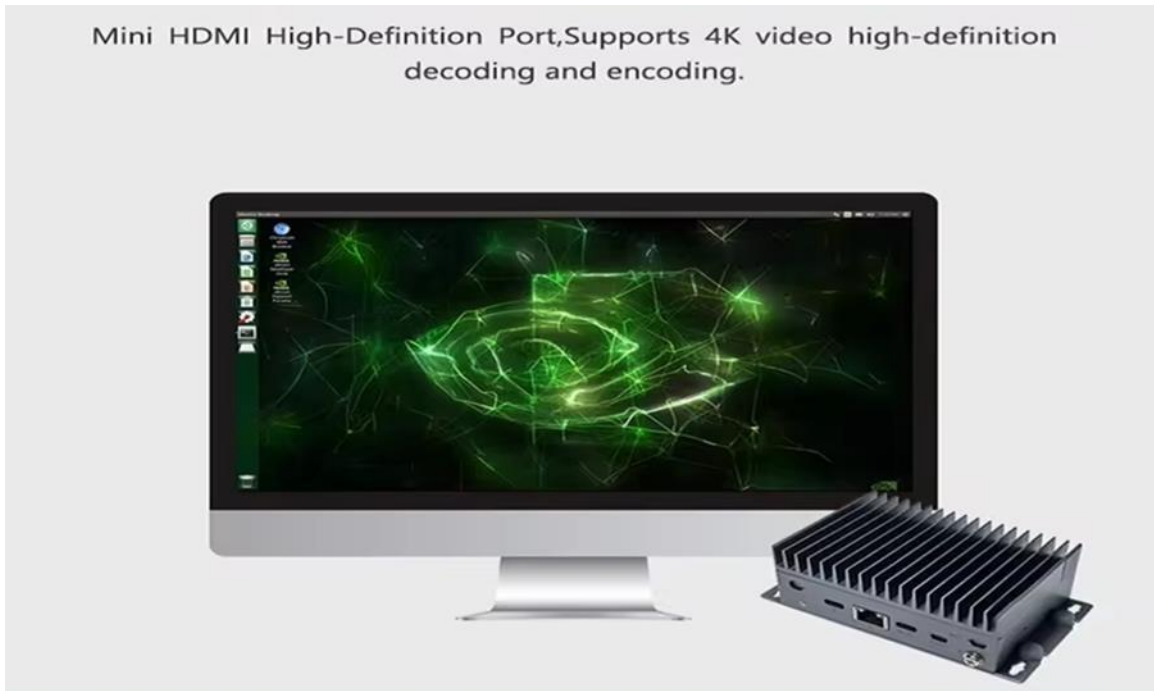 Mini HDMI High-Definition Port,Supports 4K video high-definition
decoding and encoding.